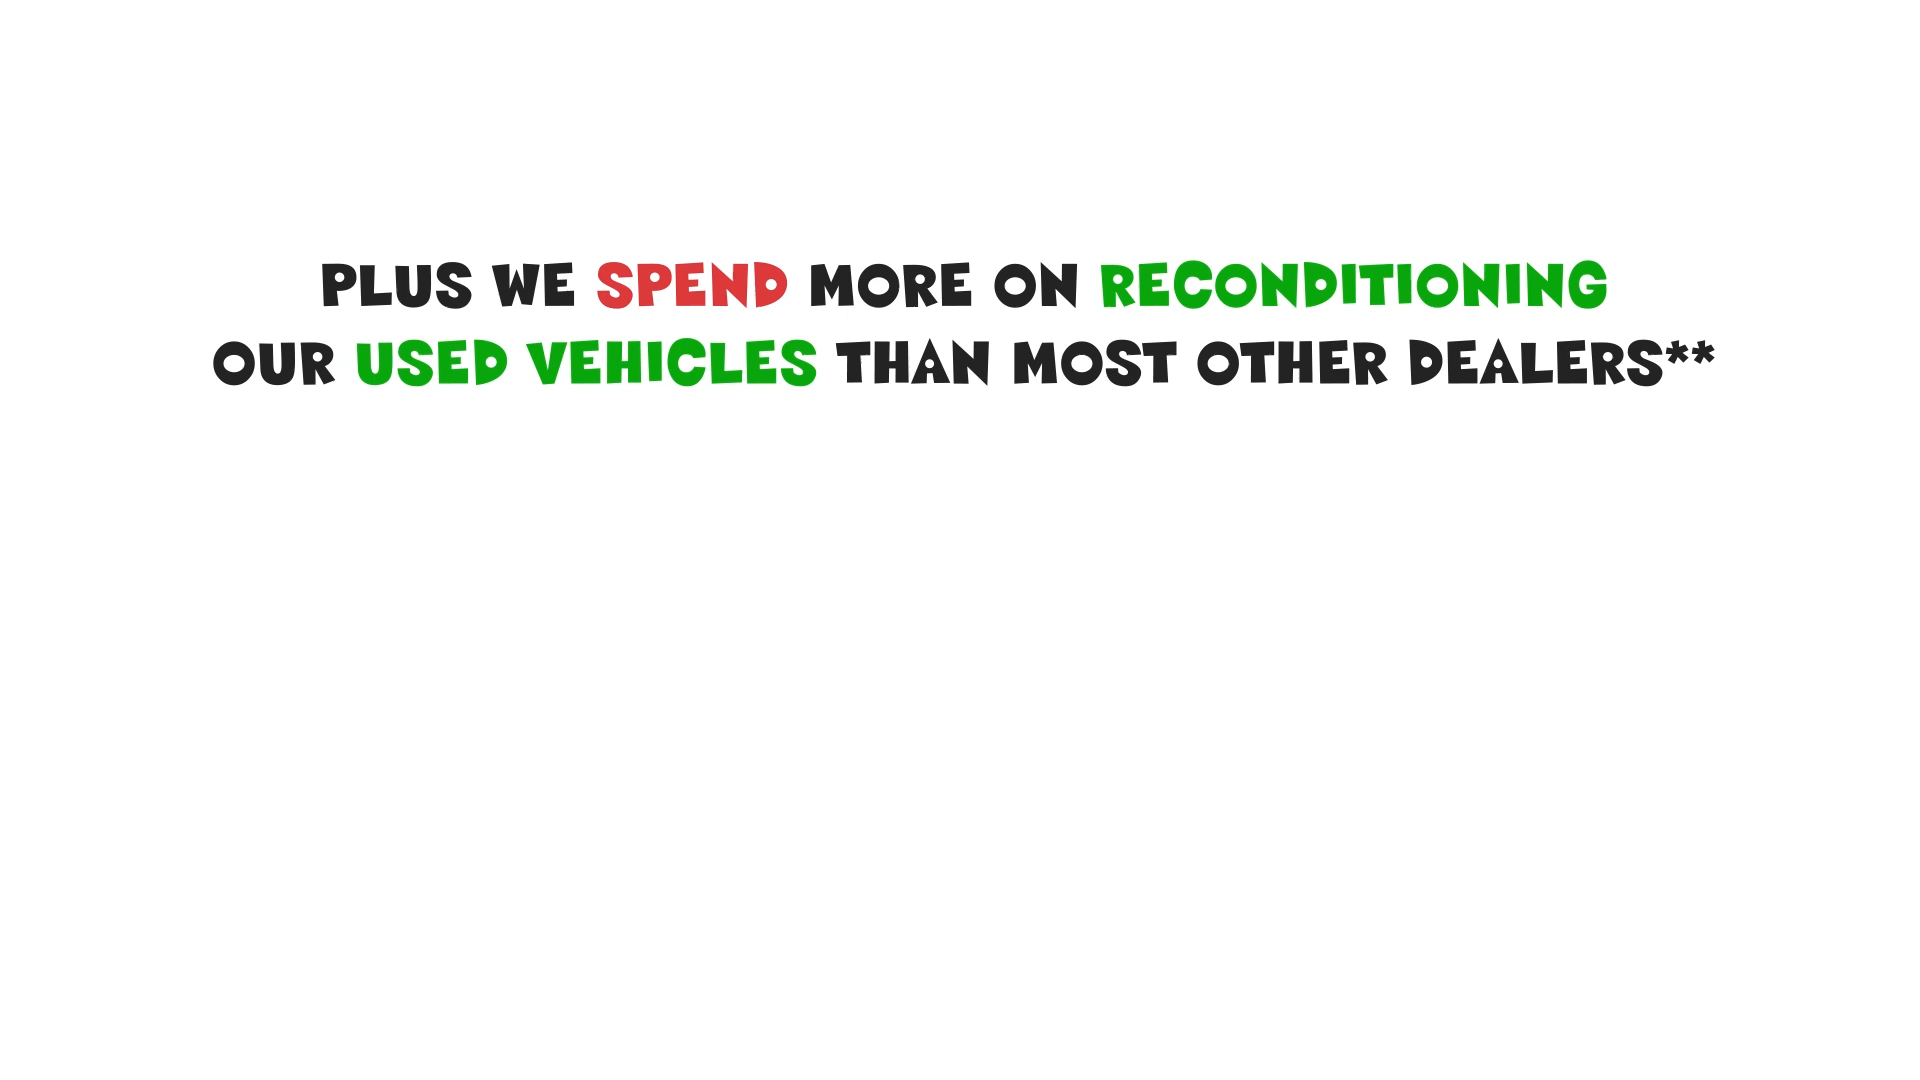 PLUS WE SPEND MORE ON RECONDITIONING
OUR USED VEHICLES THAN MOST OTHER DEALERS**